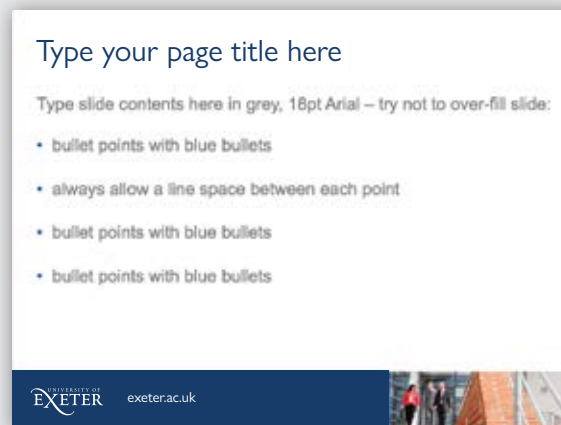 Type your page title here
Type slide contents here in grey, 18pt Arial – try not to over-fill slide:
• bullet points with blue bullets
• always allow a line space between each point
• bullet points with blue bullets
• bullet points with blue bullets
UNIVERSITY OF
EXETER
exeter.ac.uk